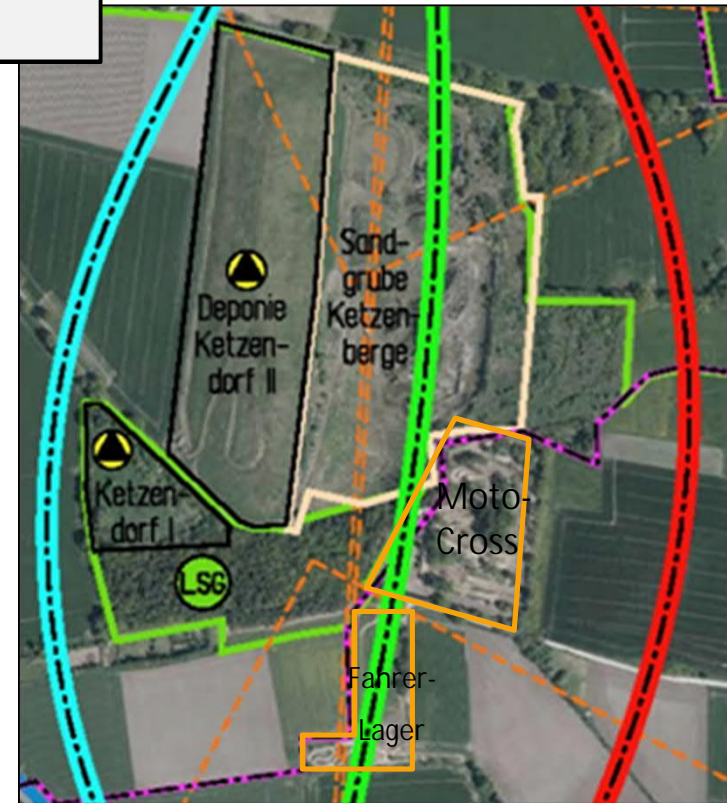 Sand-
grube
Ketzen-
berge
Deponie
Ketzen-
dorf II
Ketzen-
dorf I
LSG
Moto-
Cross
Fahrer-
Lager